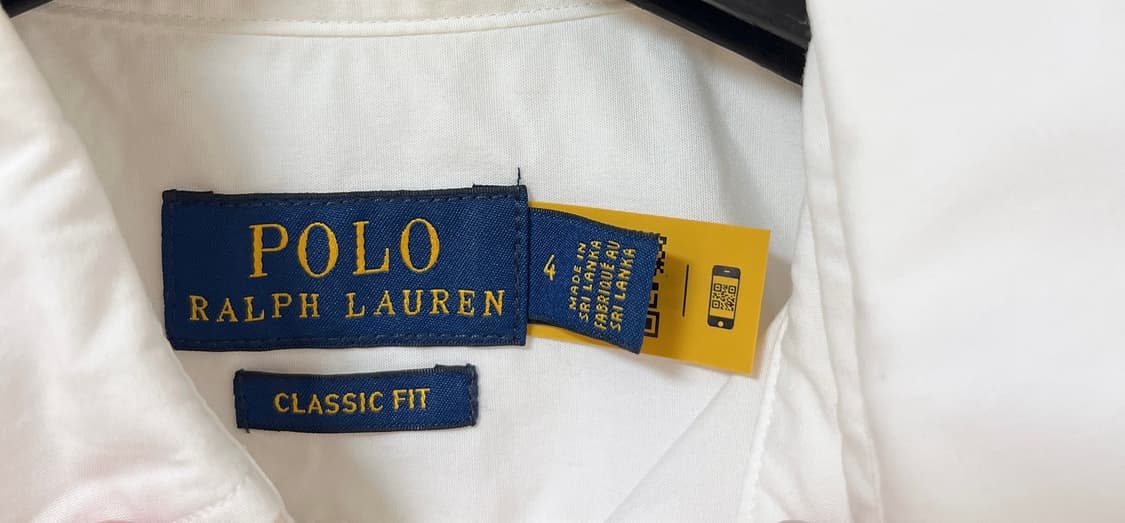 POLO
RALPH LAUREN
4
MADE IN
SRI LANKA
FABRIQUÉ AU
SRI LANKA
CLASSIC FIT